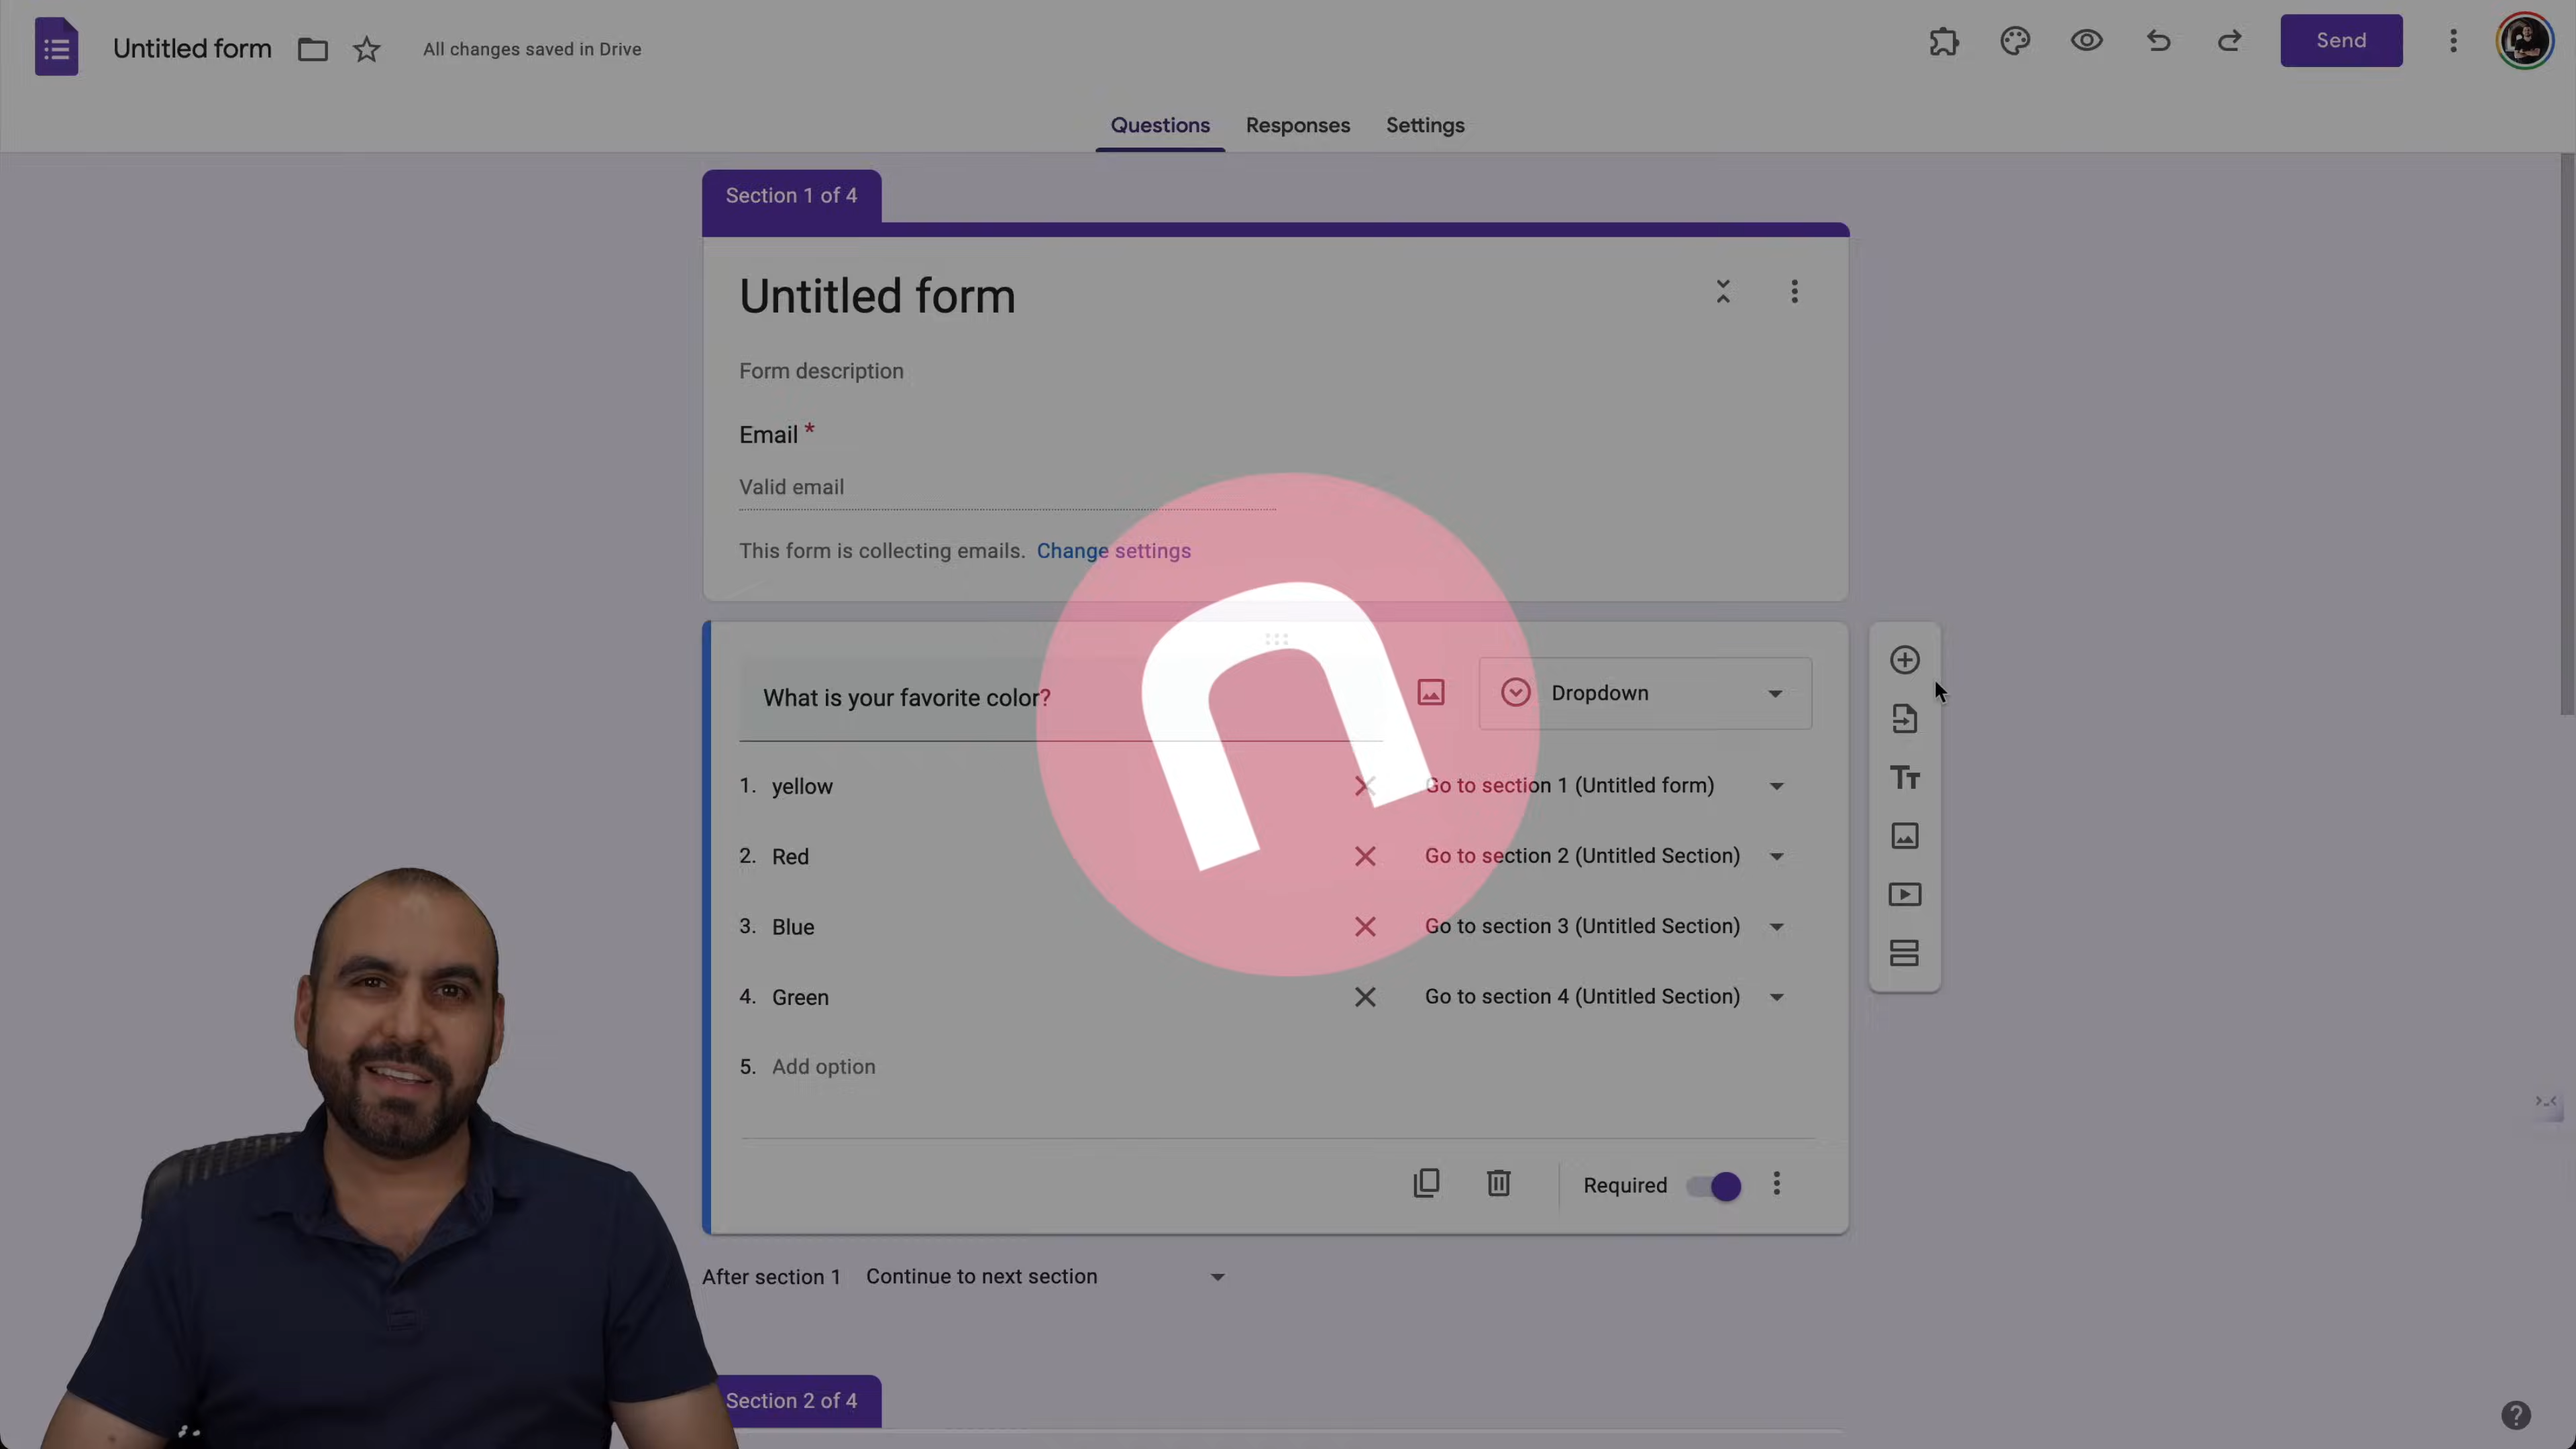 Untitled form
All changes saved in Drive
Send
Questions Responses Settings
Section 1 of 4
Untitled form
Form description
Email *
Valid email
This form is collecting emails. Change settings
n
What is your favorite color?
Dropdown
1. yellow Go to section 1 (Untitled form)
2. Red Go to section 2 (Untitled Section)
3. Blue Go to section 3 (Untitled Section)
4. Green Go to section 4 (Untitled Section)
5. Add option
Required
After section 1 Continue to next section
Section 2 of 4